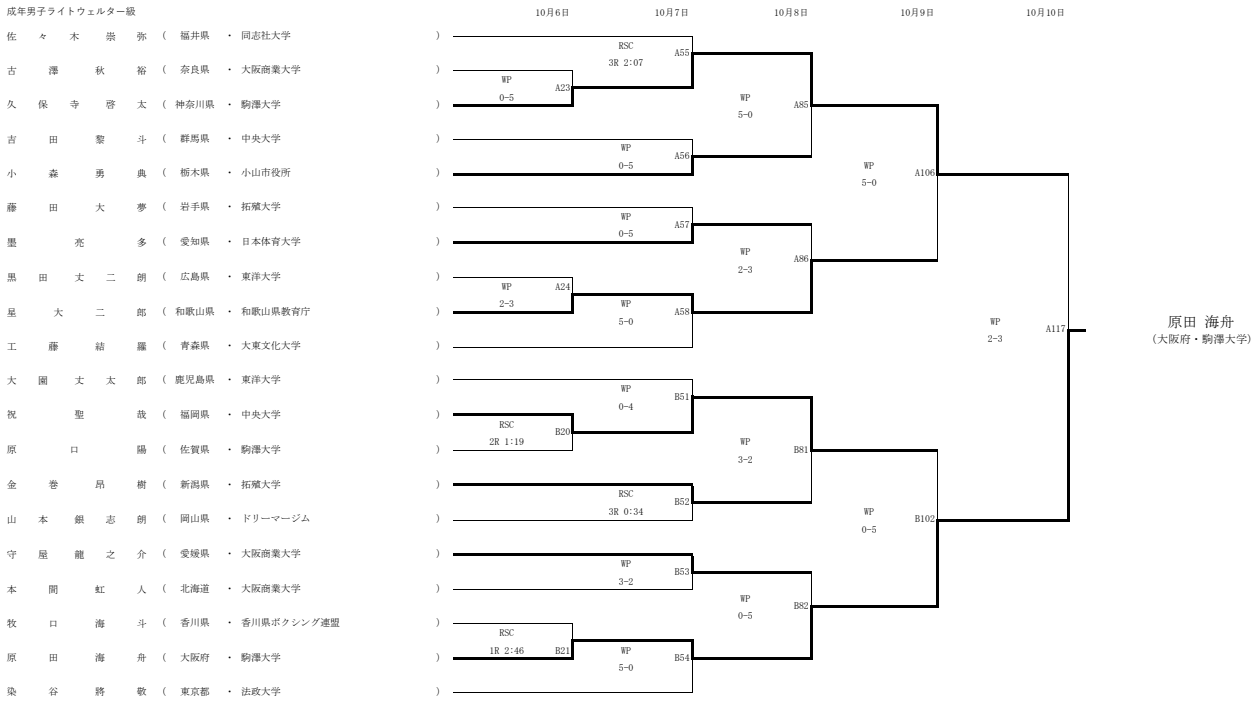 成年男子ライトウェルター級 10月6日 10月7日 10月8日 10月9日 10月10日
佐々木崇弥 ( 福井県 ・ 同志社大学 )
RSC A55
3R 2:07
古澤秋裕 ( 奈良県 ・ 大阪商業大学 )
WP A23
0-5
久保寺啓太 ( 神奈川県 ・ 駒澤大学 )
WP A85
5-0
吉田黎斗 ( 群馬県 ・ 中央大学 )
WP A56
0-5
小森勇典 ( 栃木県 ・ 小山市役所 )
WP A106
5-0
藤田大夢 ( 岩手県 ・ 拓殖大学 )
WP A57
0-5
墨亮多 ( 愛知県 ・ 日本体育大学 )
WP A86
2-3
黒田丈二朗 ( 広島県 ・ 東洋大学 )
WP A24
2-3
星大二郎 ( 和歌山県 ・ 和歌山県教育庁 )
WP A58
5-0
工藤結羅 ( 青森県 ・ 大東文化大学 )
WP A117
2-3
原田 海舟
(大阪府・駒澤大学)
大園丈太郎 ( 鹿児島県 ・ 東洋大学 )
WP B51
0-4
祝聖哉 ( 福岡県 ・ 中央大学 )
RSC B20
2R 1:19
原口陽 ( 佐賀県 ・ 駒澤大学 )
WP B81
3-2
金巻昂樹 ( 新潟県 ・ 拓殖大学 )
RSC B52
3R 0:34
山本銀志朗 ( 岡山県 ・ ドリーマージム )
WP B102
0-5
守屋龍之介 ( 愛媛県 ・ 大阪商業大学 )
WP B53
3-2
本間虹人 ( 北海道 ・ 大阪商業大学 )
WP B82
0-5
牧口海斗 ( 香川県 ・ 香川県ボクシング連盟 )
RSC
1R 2:46 B21
原田海舟 ( 大阪府 ・ 駒澤大学 )
WP B54
5-0
染谷將敬 ( 東京都 ・ 法政大学 )